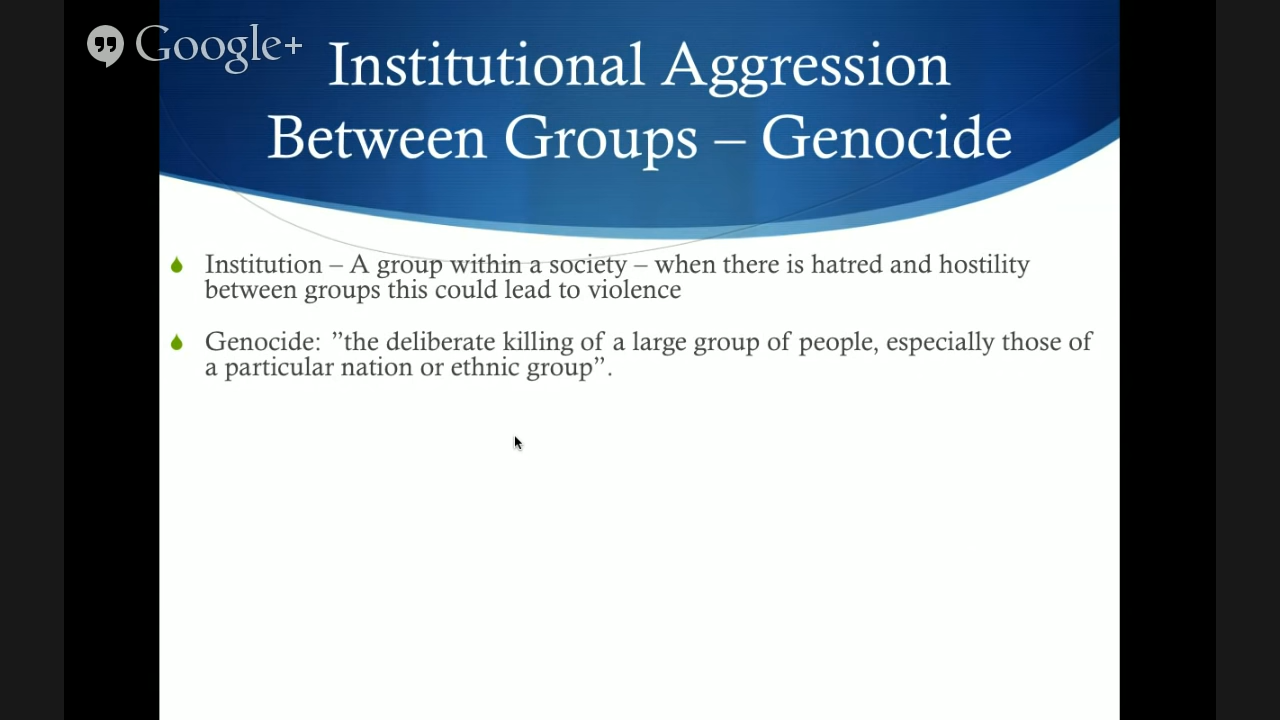 Google+
Institutional Aggression
Between Groups – Genocide
Institution – A group within a society – when there is hatred and hostility
between groups this could lead to violence
Genocide: ”the deliberate killing of a large group of people, especially those of
a particular nation or ethnic group”.